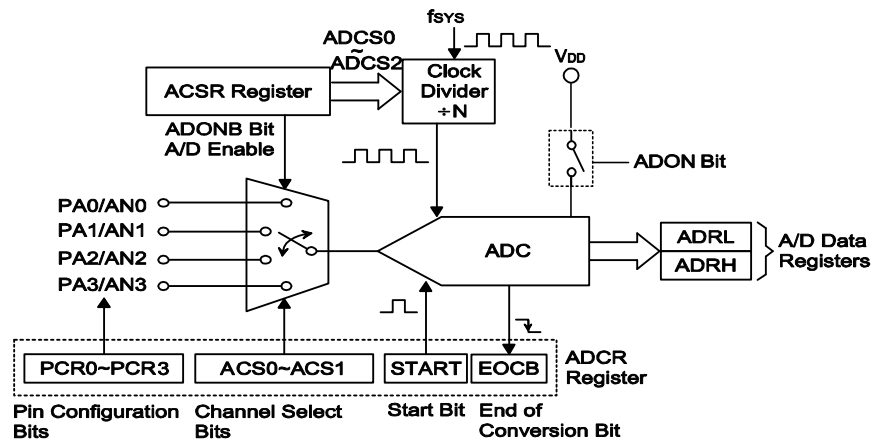 fSYS
ADCS0
~
ADCS2
Clock
Divider
÷N
VDD
ACSR Register
ADONB Bit
A/D Enable
ADON Bit
PA0/AN0
PA1/AN1
PA2/AN2
PA3/AN3
ADC
ADRL
ADRH
A/D Data
Registers
PCR0~PCR3
ACS0~ACS1
START
EOCB
ADCR
Register
Pin Configuration
Bits
Channel Select
Bits
Start Bit
End of
Conversion Bit